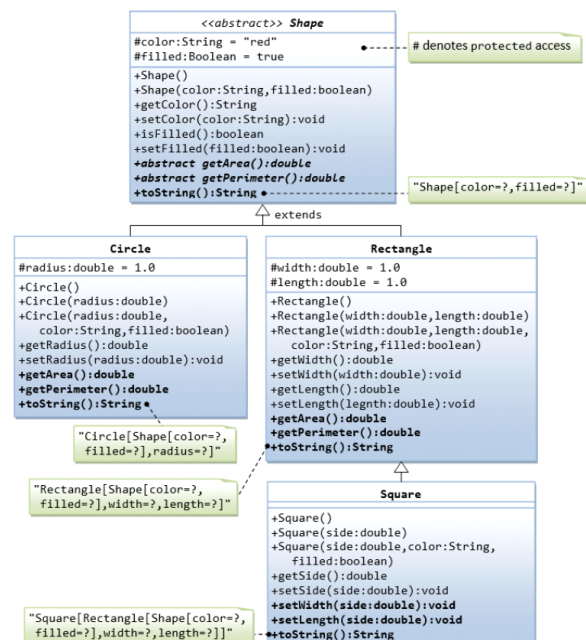 <<abstract>> Shape
#color:String = "red"
#filled:Boolean = true
# denotes protected access
+Shape()
+Shape(color:String,filled:boolean)
+getColor():String
+setColor(color:String):void
+isFilled():boolean
+setFilled(filled:boolean):void
+abstract getArea():double
+abstract getPerimeter():double
+toString():String
"Shape[color=?,filled=?]"
extends
Circle
#radius:double = 1.0
+Circle()
+Circle(radius:double)
+Circle(radius:double,
color:String,filled:boolean)
+getRadius():double
+setRadius(radius:double):void
+getArea():double
+getPerimeter():double
+toString():String
"Circle[Shape[color=?,
filled=?],radius=?]"
Rectangle
#width:double = 1.0
#length:double = 1.0
+Rectangle()
+Rectangle(width:double,length:double)
+Rectangle(width:double,length:double,
color:String,filled:boolean)
+getWidth():double
+setWidth(width:double):void
+getLength():double
+setLength(legnth:double):void
+getArea():double
+getPerimeter():double
+toString():String
"Rectangle[Shape[color=?,
filled=?],width=?,length=?]"
Square
+Square()
+Square(side:double)
+Square(side:double,color:String,
filled:boolean)
+getSide():double
+setSide(side:double):void
+setWidth(side:double):void
+setLength(side:double):void
+toString():String
"Square[Rectangle[Shape[color=?,
filled=?],width=?,length=?]]"